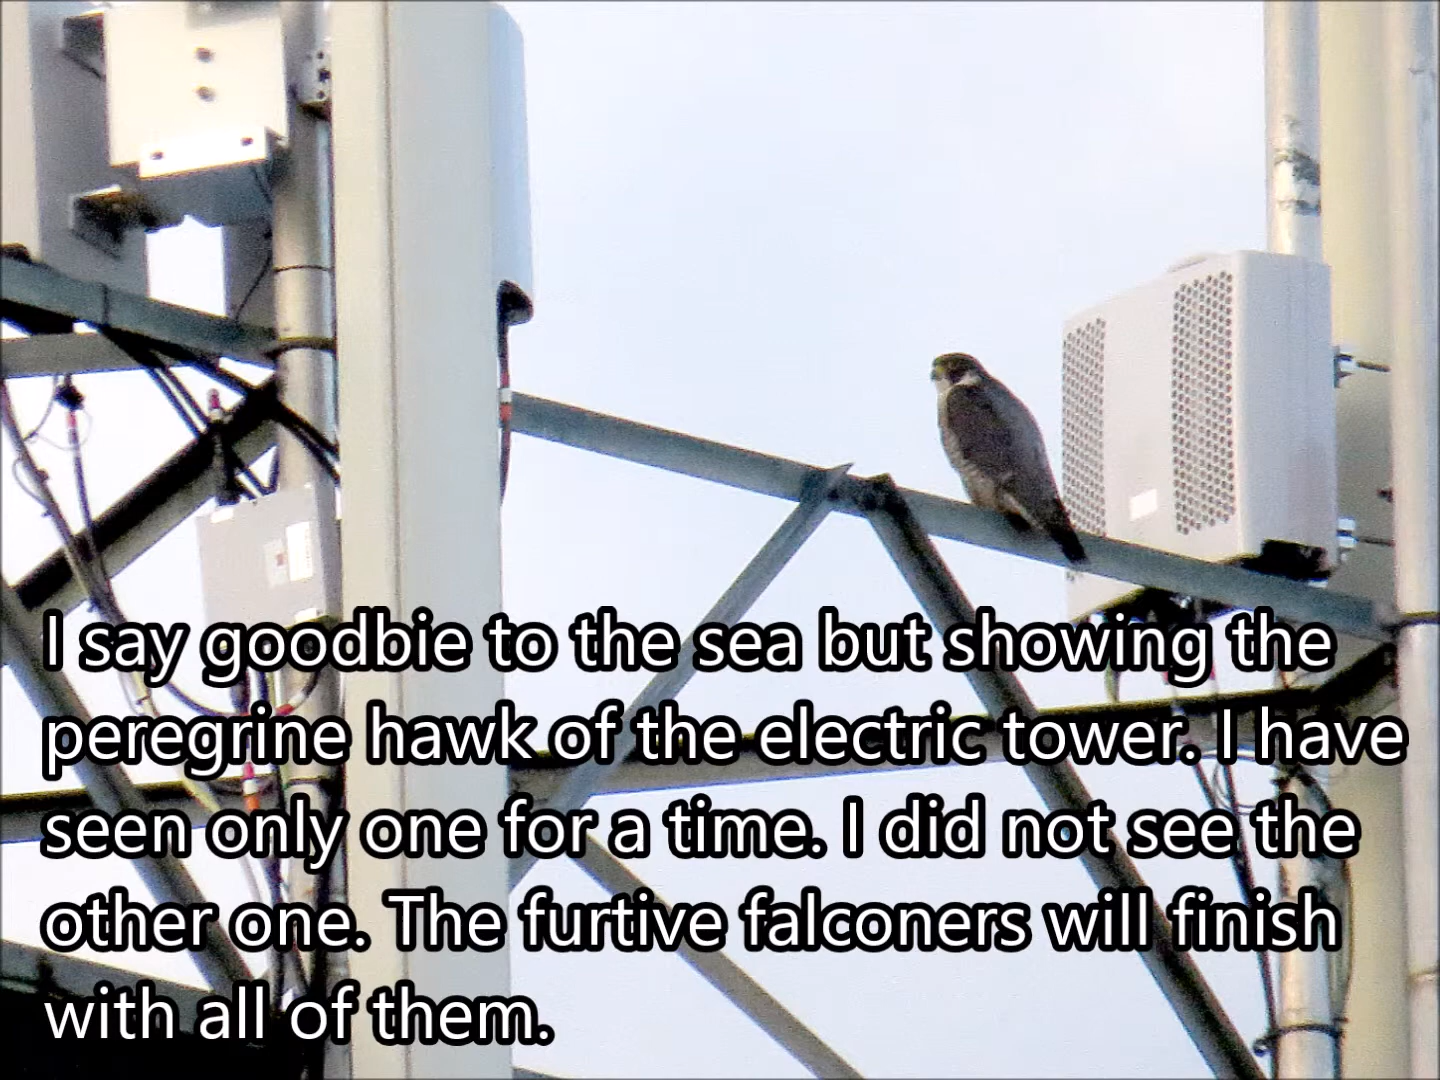 I say goodbie to the sea but showing the
peregrine hawk of the electric tower. I have
seen only one for a time. I did not see the
other one. The furtive falconers will finish
with all of them.